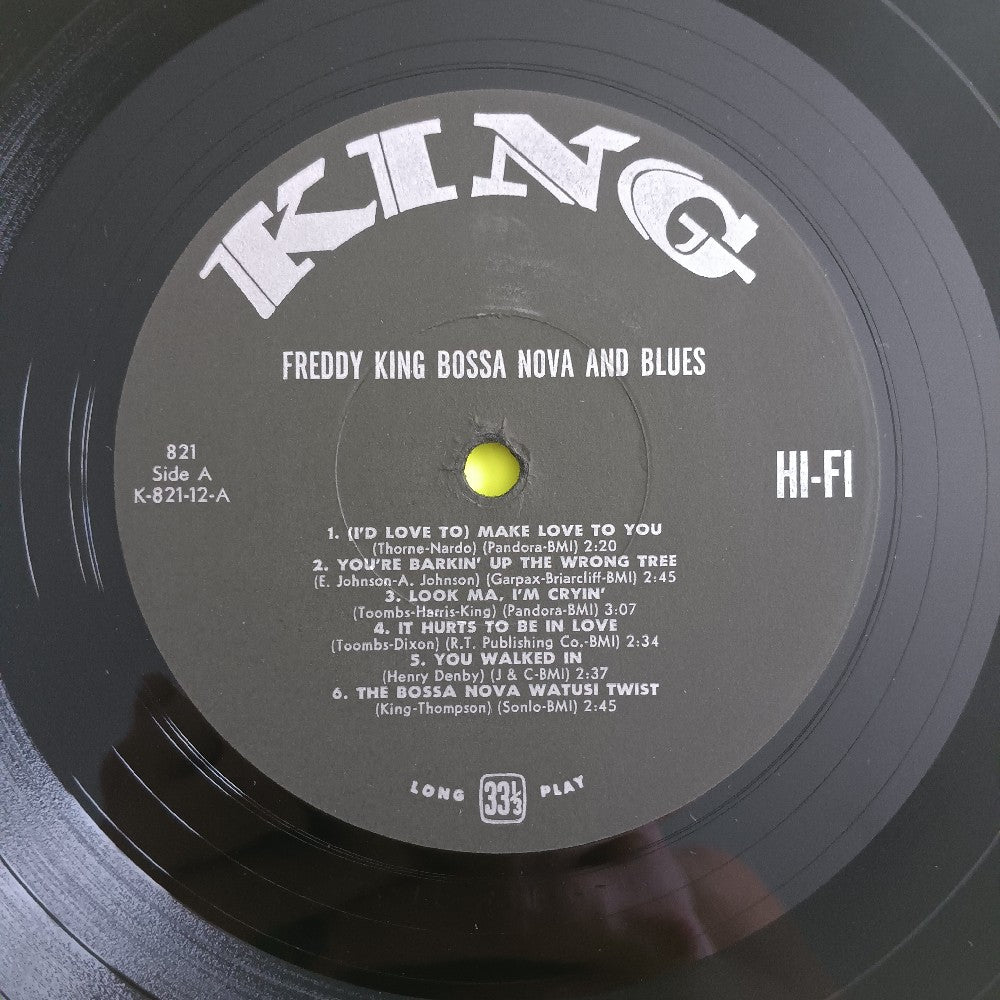 KING
FREDDY KING BOSSA NOVA AND BLUES
821
Side A
K-821-12-A
HI-FI
1. (I'D LOVE TO) MAKE LOVE TO YOU
(Thorne-Nardo) (Pandora-BMI) 2:20
2. YOU'RE BARKIN' UP THE WRONG TREE
(E. Johnson-A. Johnson) (Garpax-Briarcliff-BMI) 2:45
3. LOOK MA, I'M CRYIN'
(Toombs-Harris-King) (Pandora-BMI) 3:07
4. IT HURTS TO BE IN LOVE
(Toombs-Dixon) (R.T. Publishing Co.-BMI) 2:34
5. YOU WALKED IN
(Henry Denby) (J & C-BMI) 2:37
6. THE BOSSA NOVA WATUSI TWIST
(King-Thompson) (Sonlo-BMI) 2:45
LONG 33⅓ PLAY